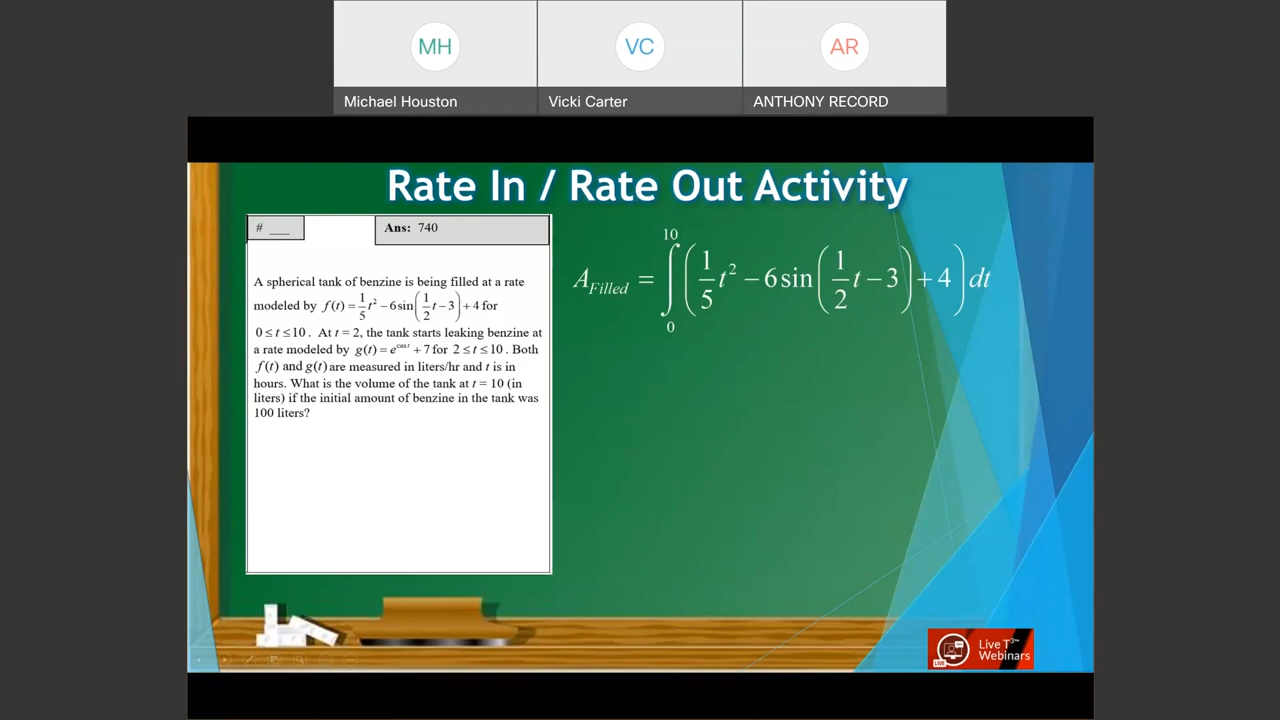 MH
VC
AR
Michael Houston
Vicki Carter
ANTHONY RECORD
Rate In / Rate Out Activity
# ___
Ans: 740
A spherical tank of benzine is being filled at a rate
modeled by f(t) = 1/5 t² − 6sin(1/2 t − 3) + 4 for
0 ≤ t ≤ 10 . At t = 2, the tank starts leaking benzine at
a rate modeled by g(t) = e^cos t + 7 for 2 ≤ t ≤ 10 . Both
f(t) and g(t) are measured in liters/hr and t is in
hours. What is the volume of the tank at t = 10 (in
liters) if the initial amount of benzine in the tank was
100 liters?
A_Filled = ∫₀¹⁰ (1/5 t² − 6 sin(1/2 t − 3) + 4) dt
LIVE
Live T³™
Webinars